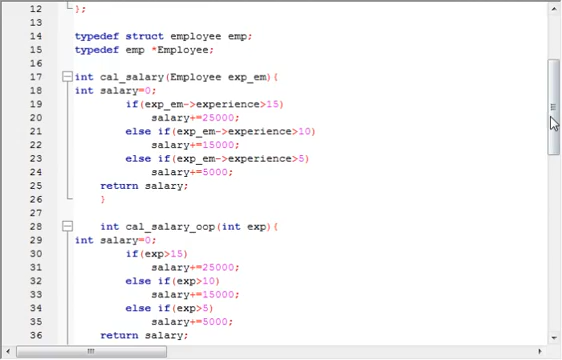 12 };
13
14 typedef struct employee emp;
15 typedef emp *Employee;
16
17 int cal_salary(Employee exp_em){
18 int salary=0;
19 if(exp_em->experience>15)
20 salary+=25000;
21 else if(exp_em->experience>10)
22 salary+=15000;
23 else if(exp_em->experience>5)
24 salary+=5000;
25 return salary;
26 }
27
28 int cal_salary_oop(int exp){
29 int salary=0;
30 if(exp>15)
31 salary+=25000;
32 else if(exp>10)
33 salary+=15000;
34 else if(exp>5)
35 salary+=5000;
36 return salary;